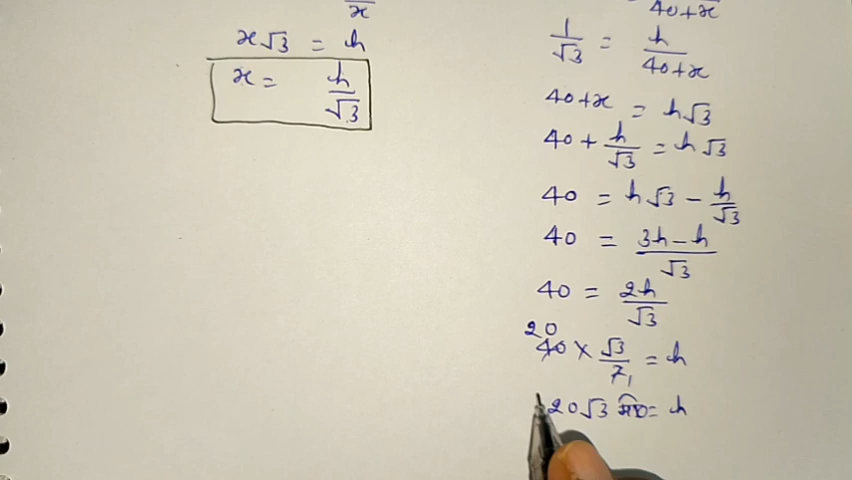 x
x√3 = h
x = h/√3
40+x
1/√3 = h/(40+x)
40+x = h√3
40 + h/√3 = h√3
40 = h√3 − h/√3
40 = (3h−h)/√3
40 = 2h/√3
20
40 × √3/2 1 = h
20√3 = h